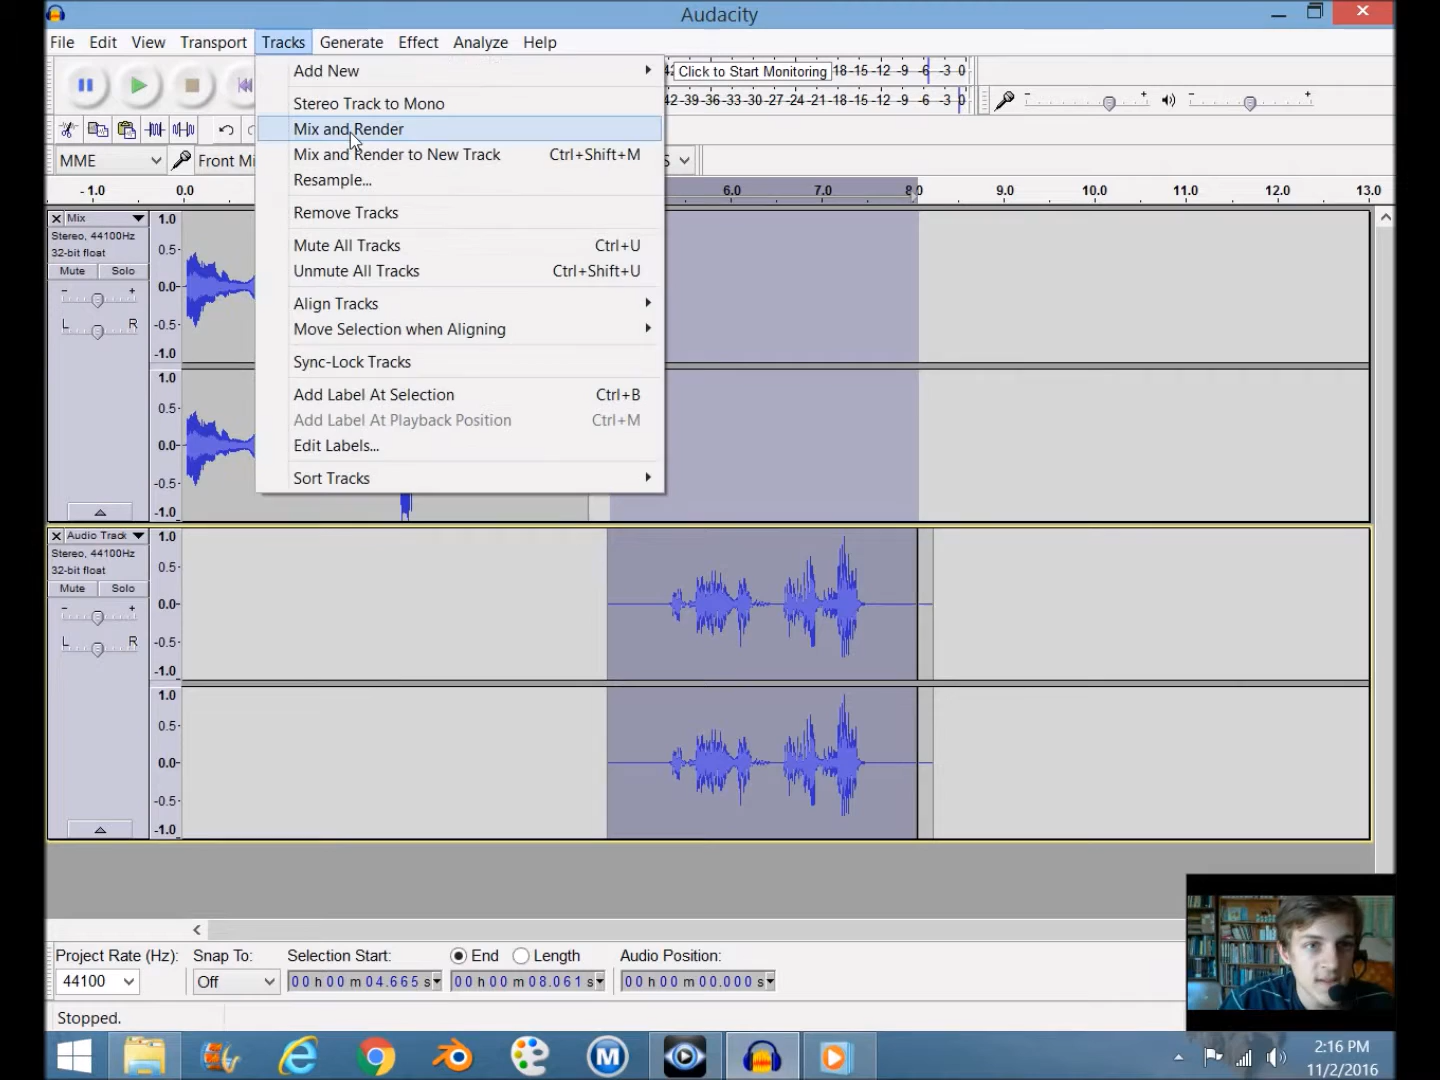 Audacity
File Edit View Transport Tracks Generate Effect Analyze Help
Add New
Click to Start Monitoring
-18 -15 -12 -9 -6 -3 0
Stereo Track to Mono
-42 -39 -36 -33 -30 -27 -24 -21 -18 -15 -12 -9 -6 -3 0
Mix and Render
Mix and Render to New Track Ctrl+Shift+M
MME
Front Mi
Resample...
-1.0 0.0 6.0 7.0 8.0 9.0 10.0 11.0 12.0 13.0
Remove Tracks
Mute All Tracks Ctrl+U
Unmute All Tracks Ctrl+Shift+U
Align Tracks
Move Selection when Aligning
Sync-Lock Tracks
Add Label At Selection Ctrl+B
Add Label At Playback Position Ctrl+M
Edit Labels...
Sort Tracks
Mix
Stereo, 44100Hz
32-bit float
Mute Solo
- +
L R
1.0
0.5
0.0
-0.5
-1.0
1.0
0.5
0.0
-0.5
-1.0
Audio Track
Stereo, 44100Hz
32-bit float
Mute Solo
- +
L R
1.0
0.5
0.0
-0.5
-1.0
1.0
0.5
0.0
-0.5
-1.0
Project Rate (Hz): Snap To: Selection Start: End Length Audio Position:
44100 Off 00 h 00 m 04.665 s 00 h 00 m 08.061 s 00 h 00 m 00.000 s
Stopped.
2:16 PM
11/2/2016